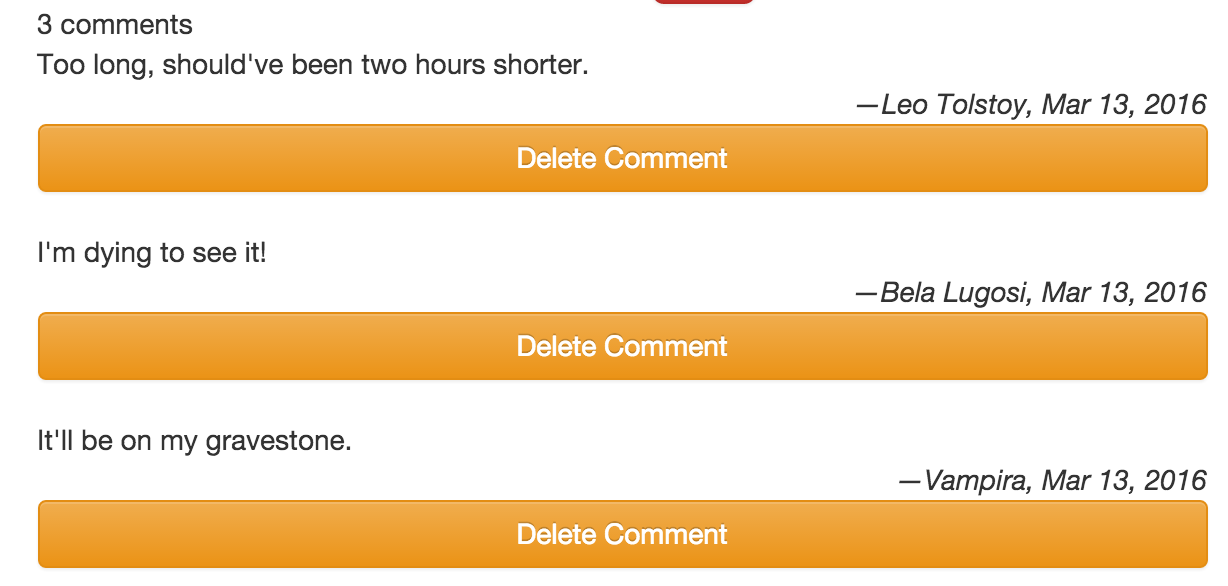 3 comments
Too long, should've been two hours shorter.
—Leo Tolstoy, Mar 13, 2016
Delete Comment
I'm dying to see it!
—Bela Lugosi, Mar 13, 2016
Delete Comment
It'll be on my gravestone.
—Vampira, Mar 13, 2016
Delete Comment